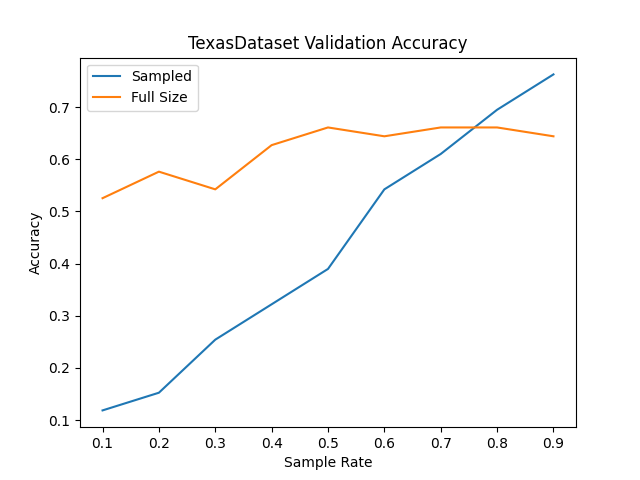 TexasDataset Validation Accuracy
Sampled
Full Size
0.7
0.6
0.5
0.4
0.3
0.2
0.1
Accuracy
0.1 0.2 0.3 0.4 0.5 0.6 0.7 0.8 0.9
Sample Rate